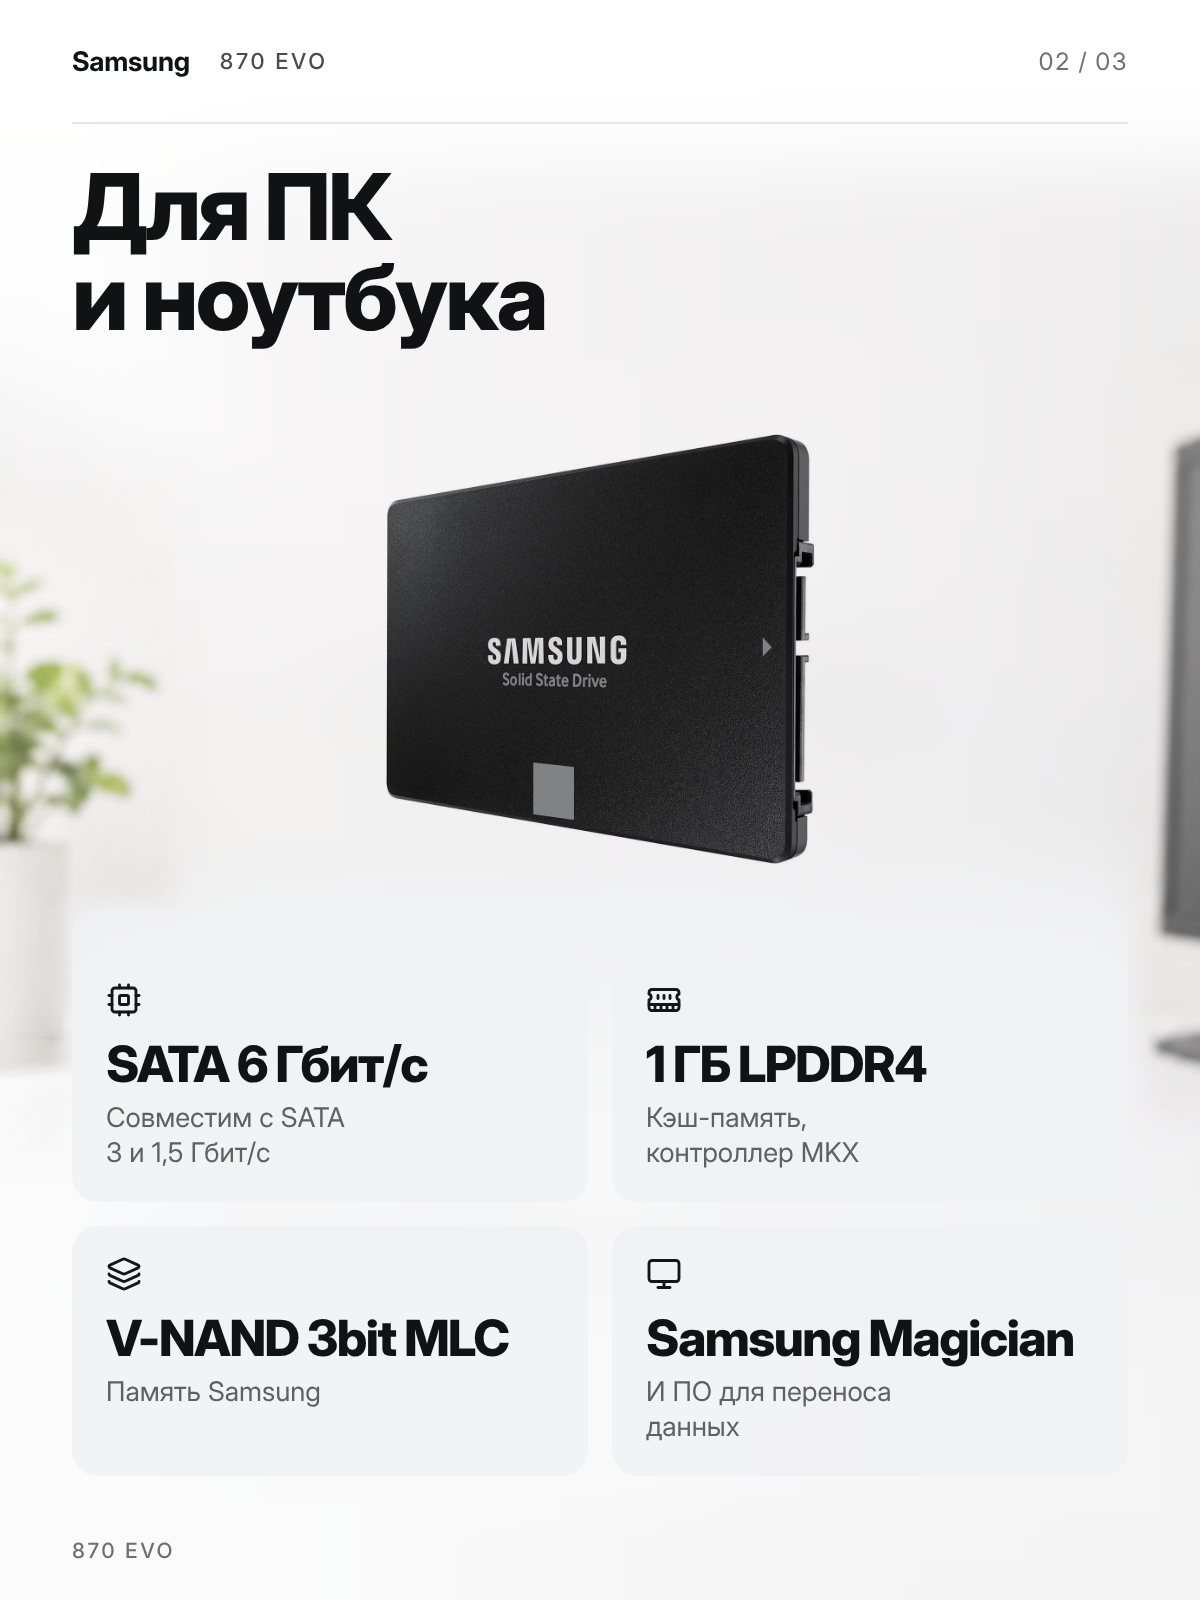 Samsung 870 EVO 02 / 03
Для ПК
и ноутбука
SAMSUNG
Solid State Drive
SATA 6 Гбит/с
Совместим с SATA
3 и 1,5 Гбит/с
1 ГБ LPDDR4
Кэш-память,
контроллер MKX
V-NAND 3bit MLC
Память Samsung
Samsung Magician
И ПО для переноса
данных
870 EVO